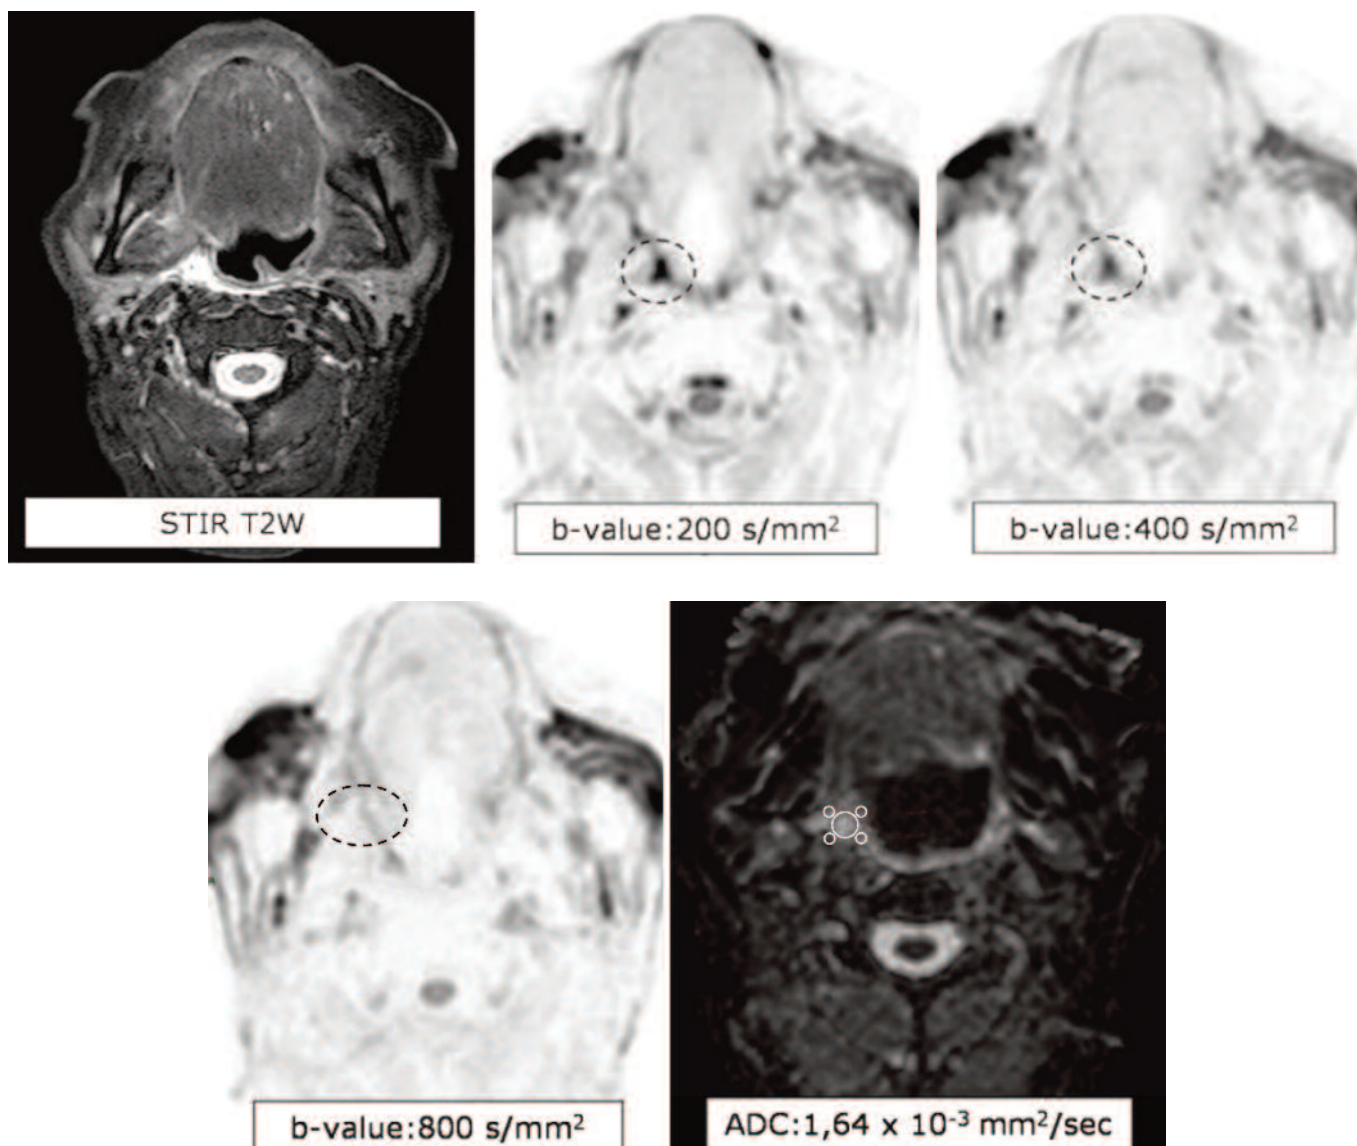 STIR T2W
b-value:200 s/mm²
b-value:400 s/mm²
b-value:800 s/mm²
ADC:1,64 x 10⁻³ mm²/sec